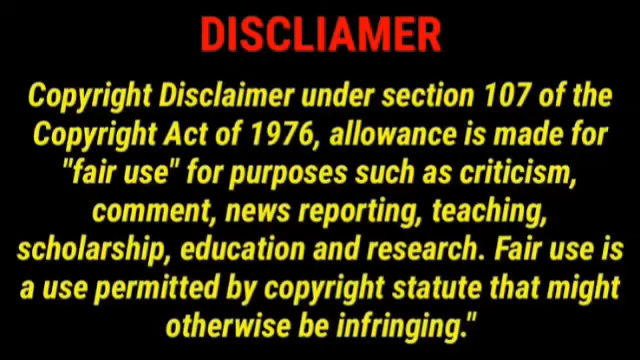 DISCLIAMER
Copyright Disclaimer under section 107 of the
Copyright Act of 1976, allowance is made for
"fair use" for purposes such as criticism,
comment, news reporting, teaching,
scholarship, education and research. Fair use is
a use permitted by copyright statute that might
otherwise be infringing."